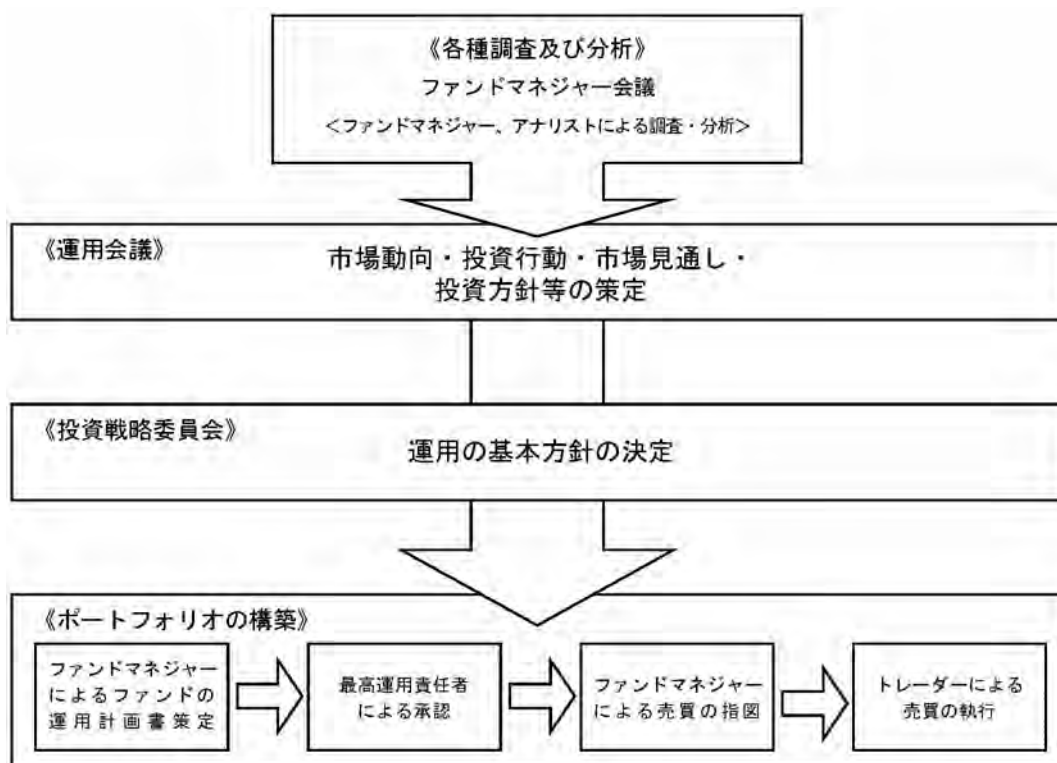 《各種調査及び分析》
ファンドマネジャー会議
＜ファンドマネジャー、アナリストによる調査・分析＞
《運用会議》
市場動向・投資行動・市場見通し・
投資方針等の策定
《投資戦略委員会》
運用の基本方針の決定
《ポートフォリオの構築》
ファンドマネジャー
によるファンドの
運用計画書策定
最高運用責任者
による承認
ファンドマネジャー
による売買の指図
トレーダーによる
売買の執行